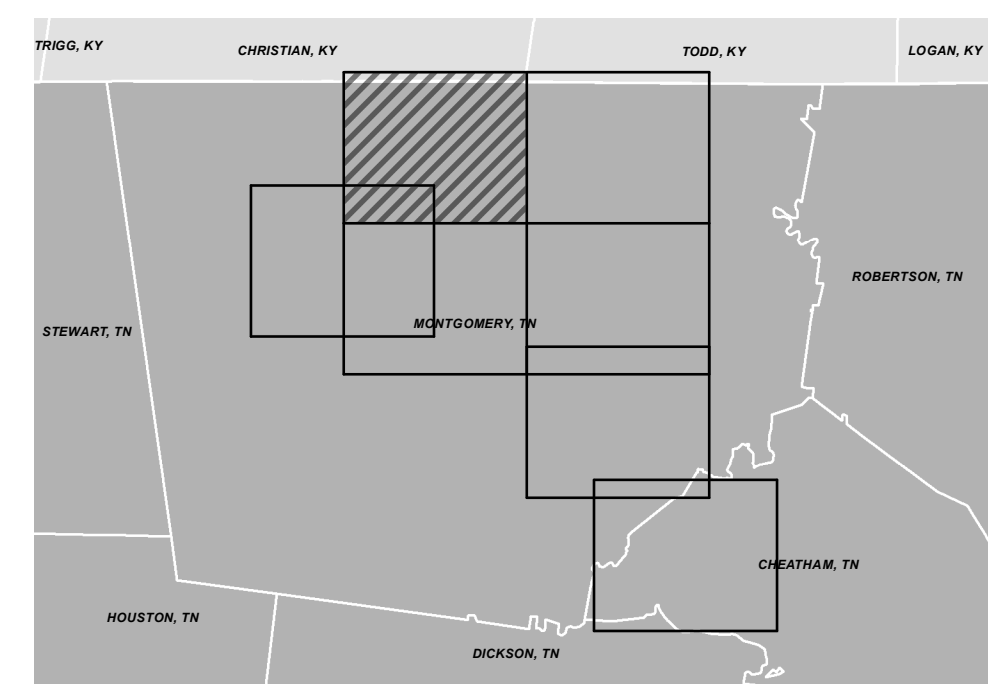 TRIGG, KY
CHRISTIAN, KY
TODD, KY
LOGAN, KY
ROBERTSON, TN
STEWART, TN
MONTGOMERY, TN
CHEATHAM, TN
HOUSTON, TN
DICKSON, TN